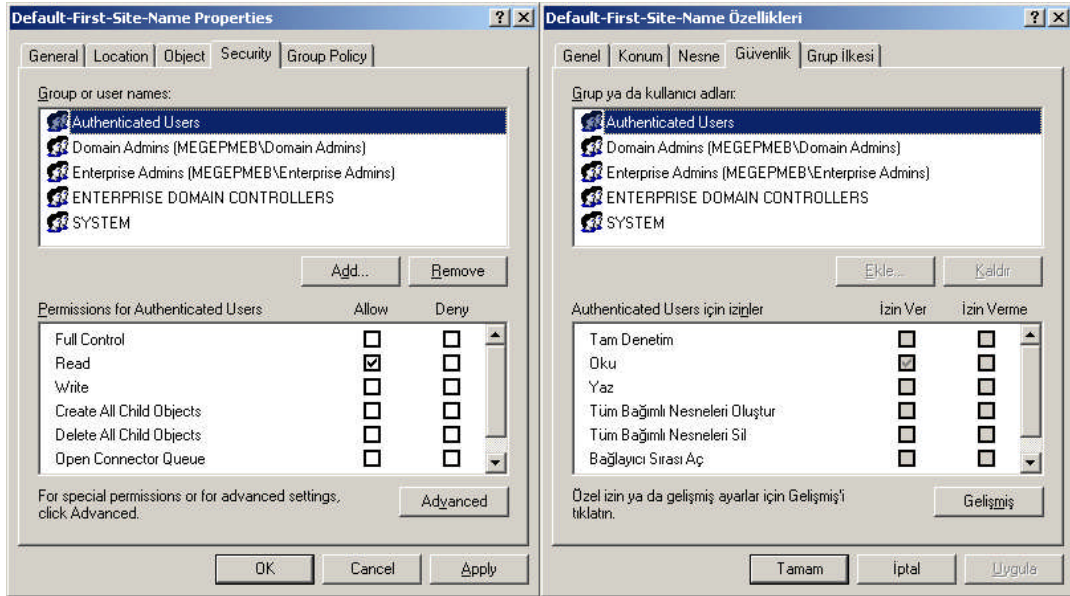 Default-First-Site-Name Properties
General Location Object Security Group Policy
Group or user names:
Authenticated Users
Domain Admins (MEGEPMEB\Domain Admins)
Enterprise Admins (MEGEPMEB\Enterprise Admins)
ENTERPRISE DOMAIN CONTROLLERS
SYSTEM
Add... Remove
Permissions for Authenticated Users Allow Deny
Full Control
Read
Write
Create All Child Objects
Delete All Child Objects
Open Connector Queue
For special permissions or for advanced settings,
click Advanced.
Advanced
OK Cancel Apply
Default-First-Site-Name Özellikleri
Genel Konum Nesne Güvenlik Grup İlkesi
Grup ya da kullanıcı adları:
Authenticated Users
Domain Admins (MEGEPMEB\Domain Admins)
Enterprise Admins (MEGEPMEB\Enterprise Admins)
ENTERPRISE DOMAIN CONTROLLERS
SYSTEM
Ekle... Kaldır
Authenticated Users için izinler İzin Ver İzin Verme
Tam Denetim
Oku
Yaz
Tüm Bağımlı Nesneleri Oluştur
Tüm Bağımlı Nesneleri Sil
Bağlayıcı Sırası Aç
Özel izin ya da gelişmiş ayarlar için Gelişmiş'i
tıklatın.
Gelişmiş
Tamam İptal Uygula